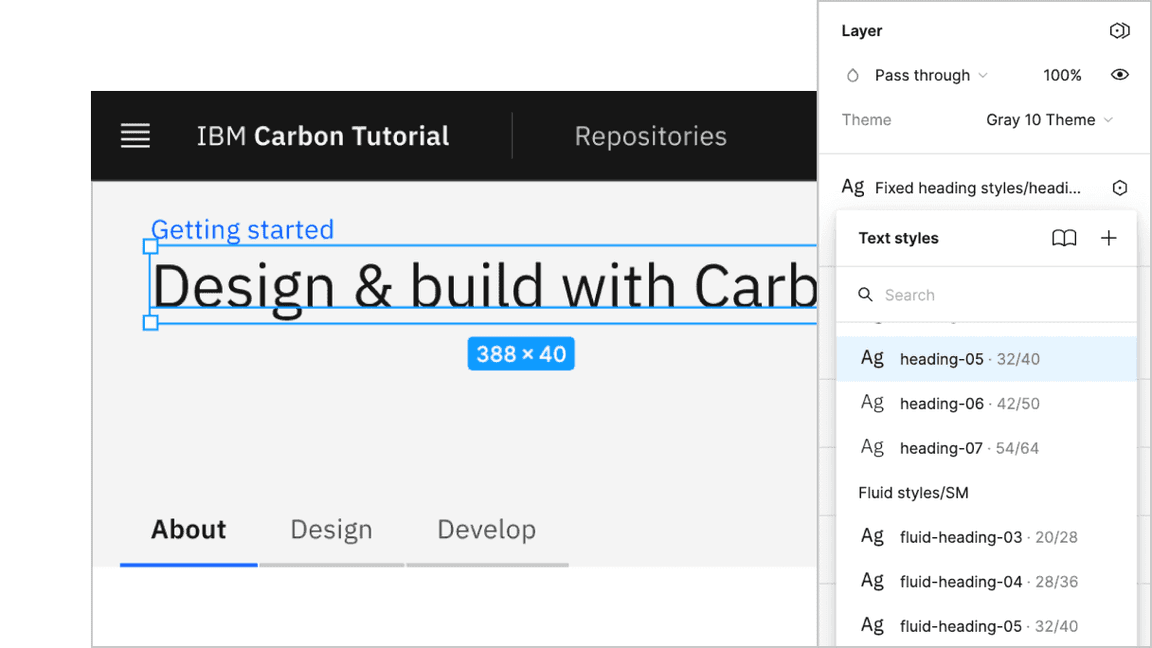 IBM Carbon Tutorial
Repositories
Getting started
Design & build with Carb
388 × 40
About
Design
Develop
Layer
Pass through
100%
Theme
Gray 10 Theme
Ag Fixed heading styles/headi...
Text styles
Search
Ag heading-05 · 32/40
Ag heading-06 · 42/50
Ag heading-07 · 54/64
Fluid styles/SM
Ag fluid-heading-03 · 20/28
Ag fluid-heading-04 · 28/36
Ag fluid-heading-05 · 32/40